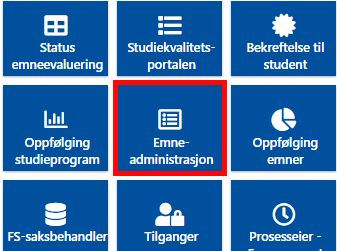 Status
emneevaluering
Studiekvalitets-
portalen
Bekreftelse til
student
Oppfølging
studieprogram
Emne-
administrasjon
Oppfølging
emner
FS-saksbehandler
Tilganger
Prosesseier -